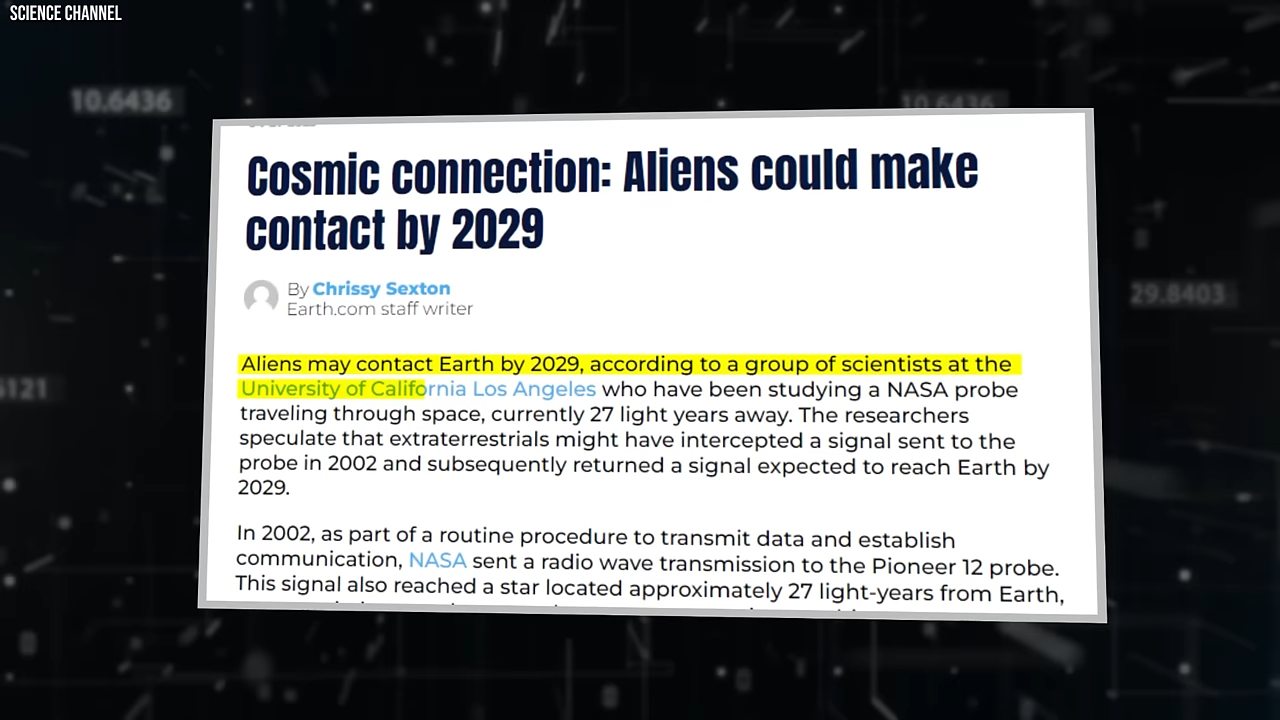 SCIENCE CHANNEL
10.6436
10.6436
Cosmic connection: Aliens could make
contact by 2029
By Chrissy Sexton
Earth.com staff writer
29.8403
Aliens may contact Earth by 2029, according to a group of scientists at the
University of California Los Angeles who have been studying a NASA probe
traveling through space, currently 27 light years away. The researchers
speculate that extraterrestrials might have intercepted a signal sent to the
probe in 2002 and subsequently returned a signal expected to reach Earth by
2029.
In 2002, as part of a routine procedure to transmit data and establish
communication, NASA sent a radio wave transmission to the Pioneer 12 probe.
This signal also reached a star located approximately 27 light-years from Earth,